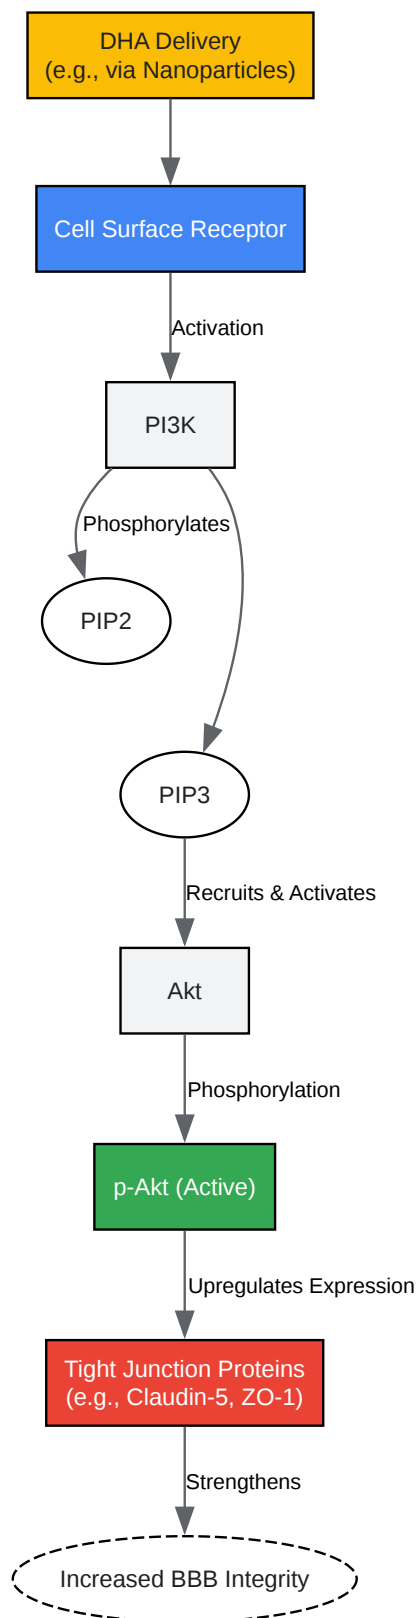 DHA Delivery
(e.g., via Nanoparticles)
Cell Surface Receptor
Activation
PI3K
Phosphorylates
PIP2
PIP3
Recruits & Activates
Akt
Phosphorylation
p-Akt (Active)
Upregulates Expression
Tight Junction Proteins
(e.g., Claudin-5, ZO-1)
Strengthens
Increased BBB Integrity